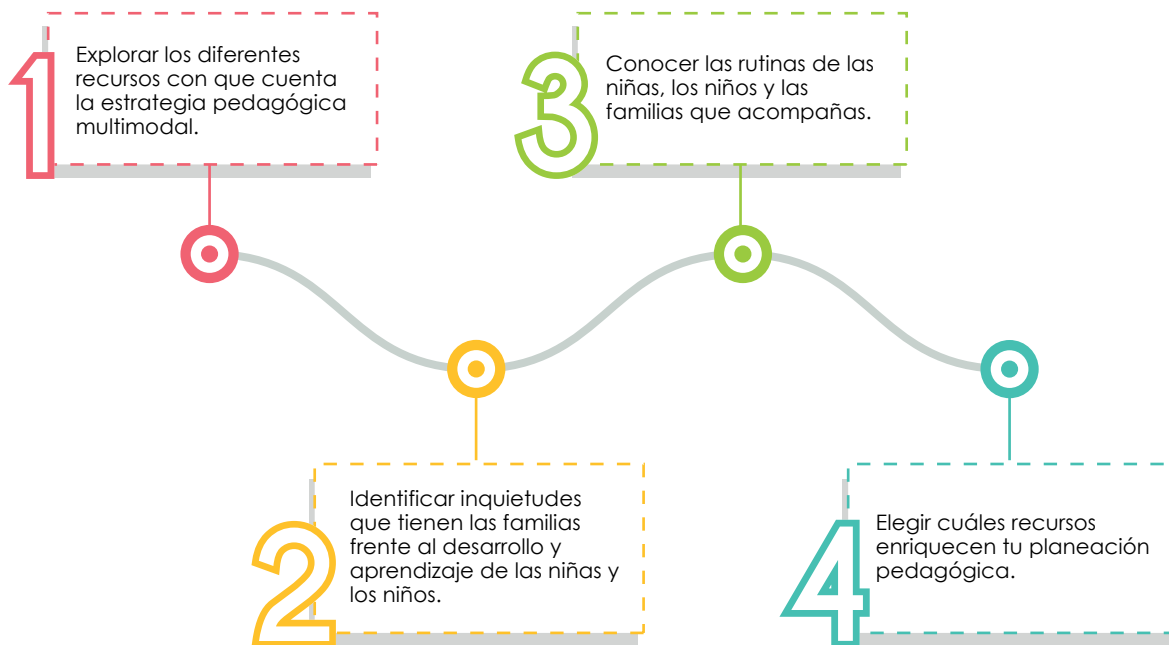 1
Explorar los diferentes
recursos con que cuenta
la estrategia pedagógica
multimodal.
2
Identificar inquietudes
que tienen las familias
frente al desarrollo y
aprendizaje de las niñas y
los niños.
3
Conocer las rutinas de las
niñas, los niños y las
familias que acompañas.
4
Elegir cuáles recursos
enriquecen tu planeación
pedagógica.